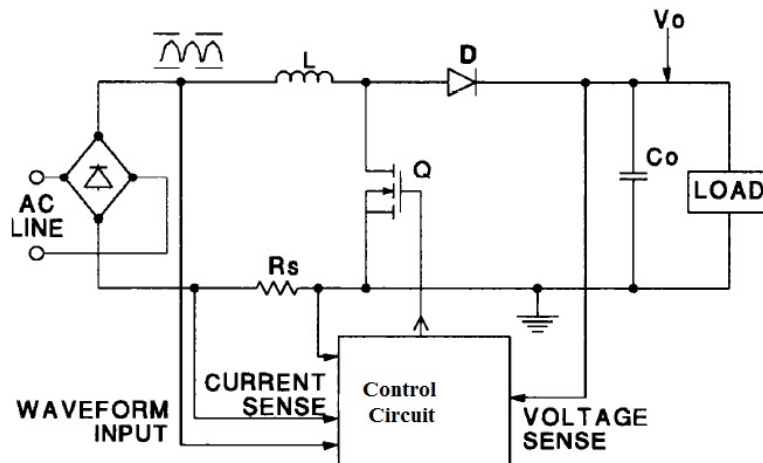 Vo
L
D
Q
Co
LOAD
AC
LINE
Rs
CURRENT
SENSE
Control
Circuit
WAVEFORM
INPUT
VOLTAGE
SENSE